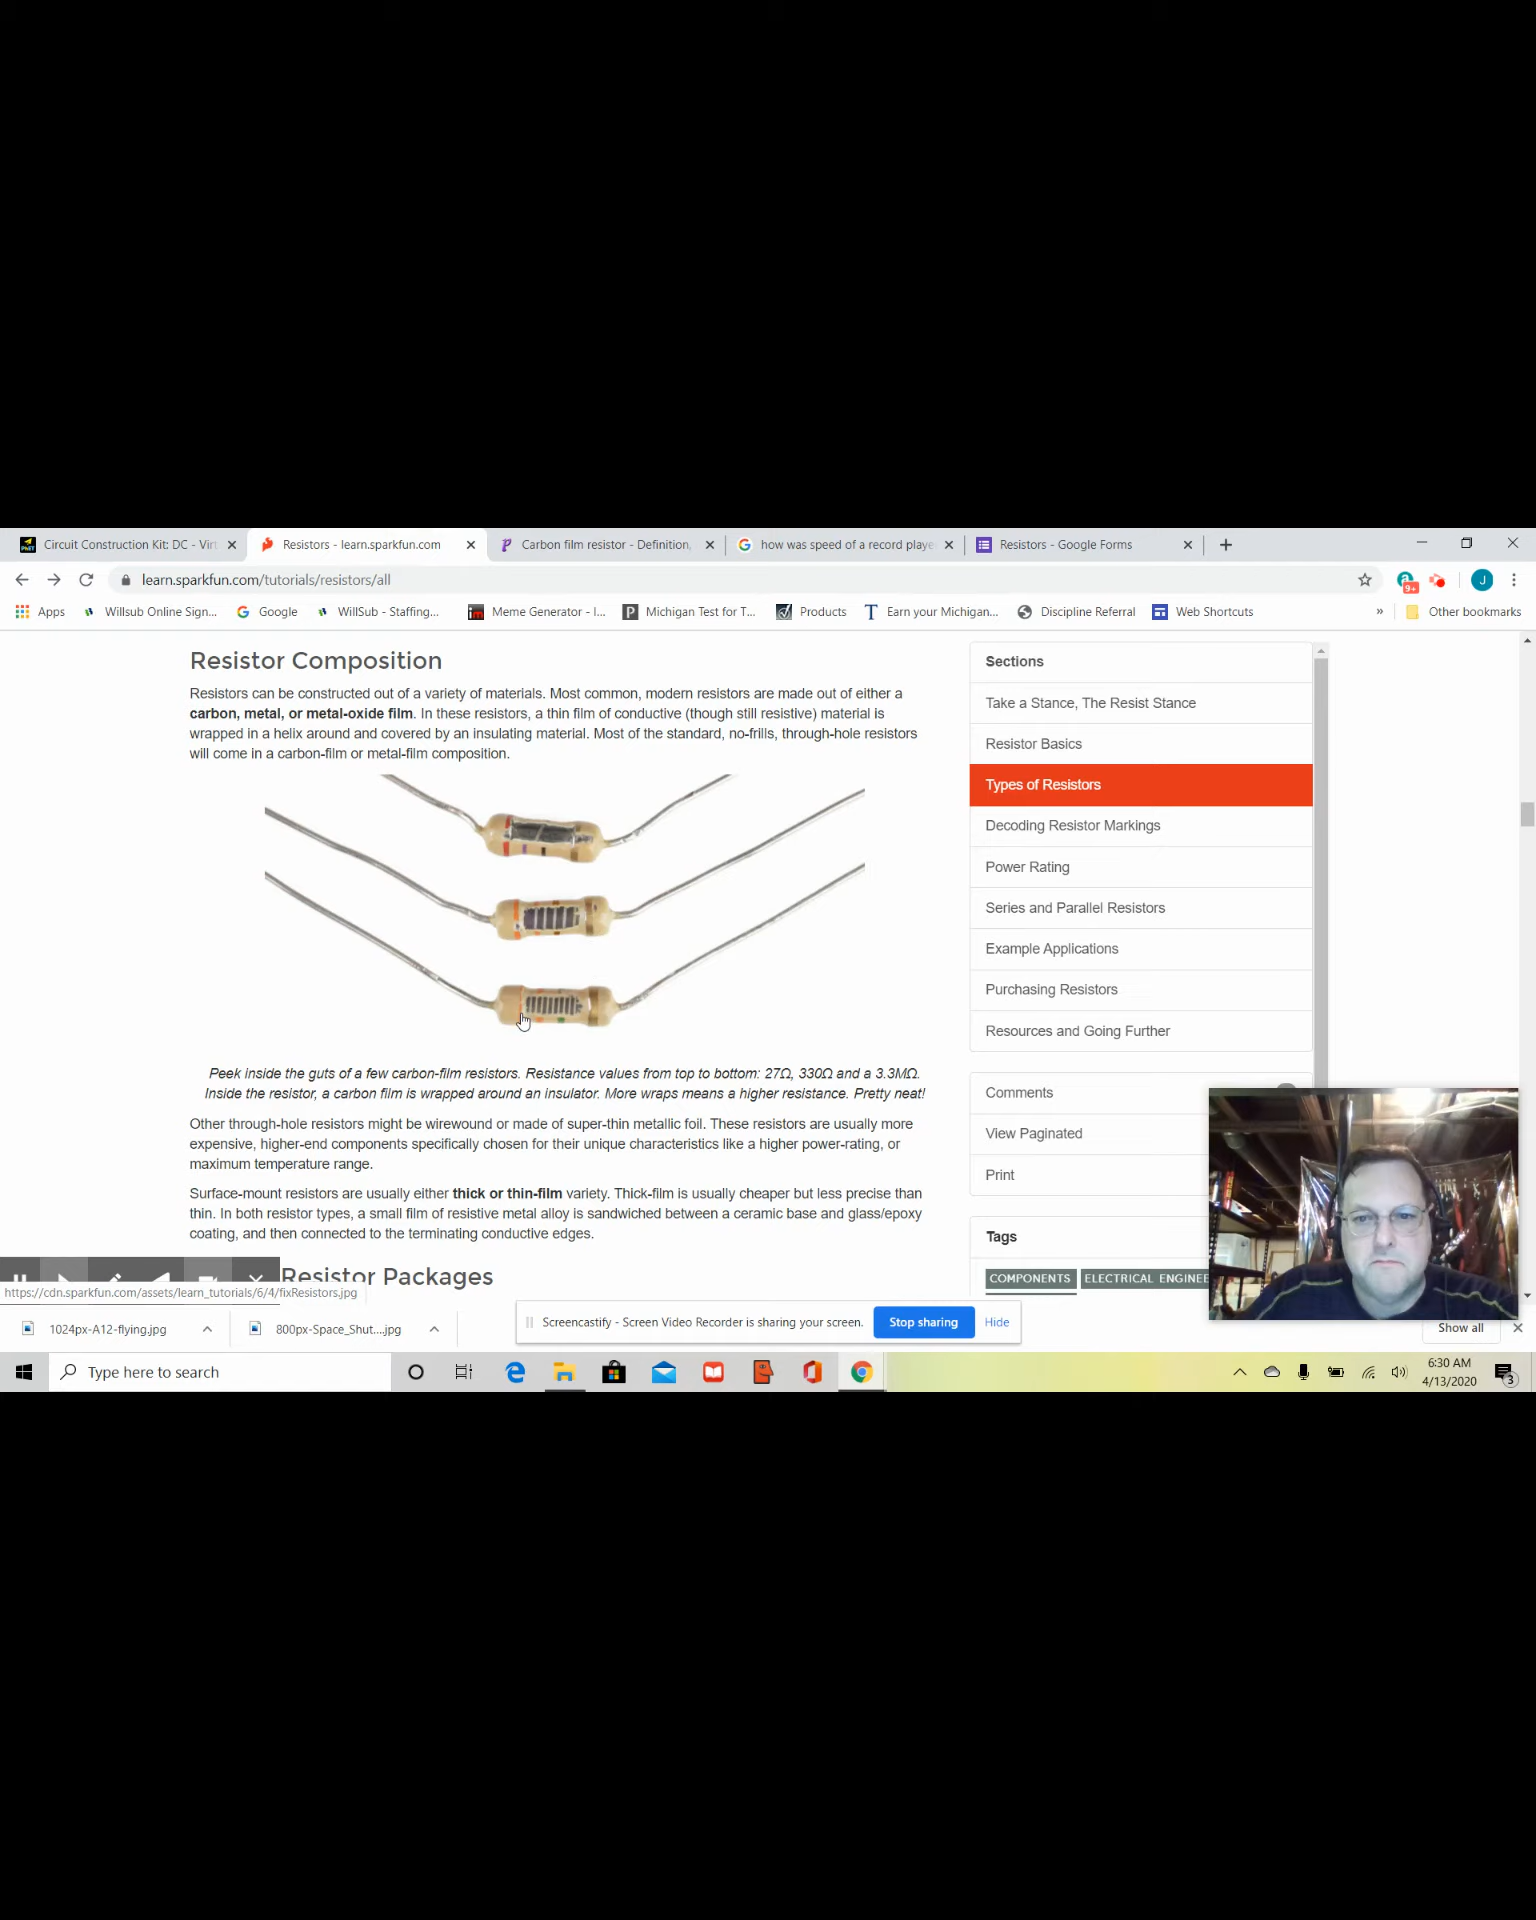 Circuit Construction Kit: DC - Virt
Resistors - learn.sparkfun.com
Carbon film resistor - Definition,
how was speed of a record playe
Resistors - Google Forms
learn.sparkfun.com/tutorials/resistors/all
9+
J
Apps
Willsub Online Sign...
Google
WillSub - Staffing...
Meme Generator - I...
Michigan Test for T...
Products
Earn your Michigan...
Discipline Referral
Web Shortcuts
»
Other bookmarks
Resistor Composition
Resistors can be constructed out of a variety of materials. Most common, modern resistors are made out of either a
carbon, metal, or metal-oxide film. In these resistors, a thin film of conductive (though still resistive) material is
wrapped in a helix around and covered by an insulating material. Most of the standard, no-frills, through-hole resistors
will come in a carbon-film or metal-film composition.
Peek inside the guts of a few carbon-film resistors. Resistance values from top to bottom: 27Ω, 330Ω and a 3.3MΩ.
Inside the resistor, a carbon film is wrapped around an insulator. More wraps means a higher resistance. Pretty neat!
Other through-hole resistors might be wirewound or made of super-thin metallic foil. These resistors are usually more
expensive, higher-end components specifically chosen for their unique characteristics like a higher power-rating, or
maximum temperature range.
Surface-mount resistors are usually either thick or thin-film variety. Thick-film is usually cheaper but less precise than
thin. In both resistor types, a small film of resistive metal alloy is sandwiched between a ceramic base and glass/epoxy
coating, and then connected to the terminating conductive edges.
Resistor Packages
Sections
Take a Stance, The Resist Stance
Resistor Basics
Types of Resistors
Decoding Resistor Markings
Power Rating
Series and Parallel Resistors
Example Applications
Purchasing Resistors
Resources and Going Further
Comments
View Paginated
Print
Tags
COMPONENTS
ELECTRICAL ENGINEE
https://cdn.sparkfun.com/assets/learn_tutorials/6/4/fixResistors.jpg
1024px-A12-flying.jpg
800px-Space_Shut....jpg
Screencastify - Screen Video Recorder is sharing your screen.
Stop sharing
Hide
Show all
Type here to search
6:30 AM
4/13/2020
3